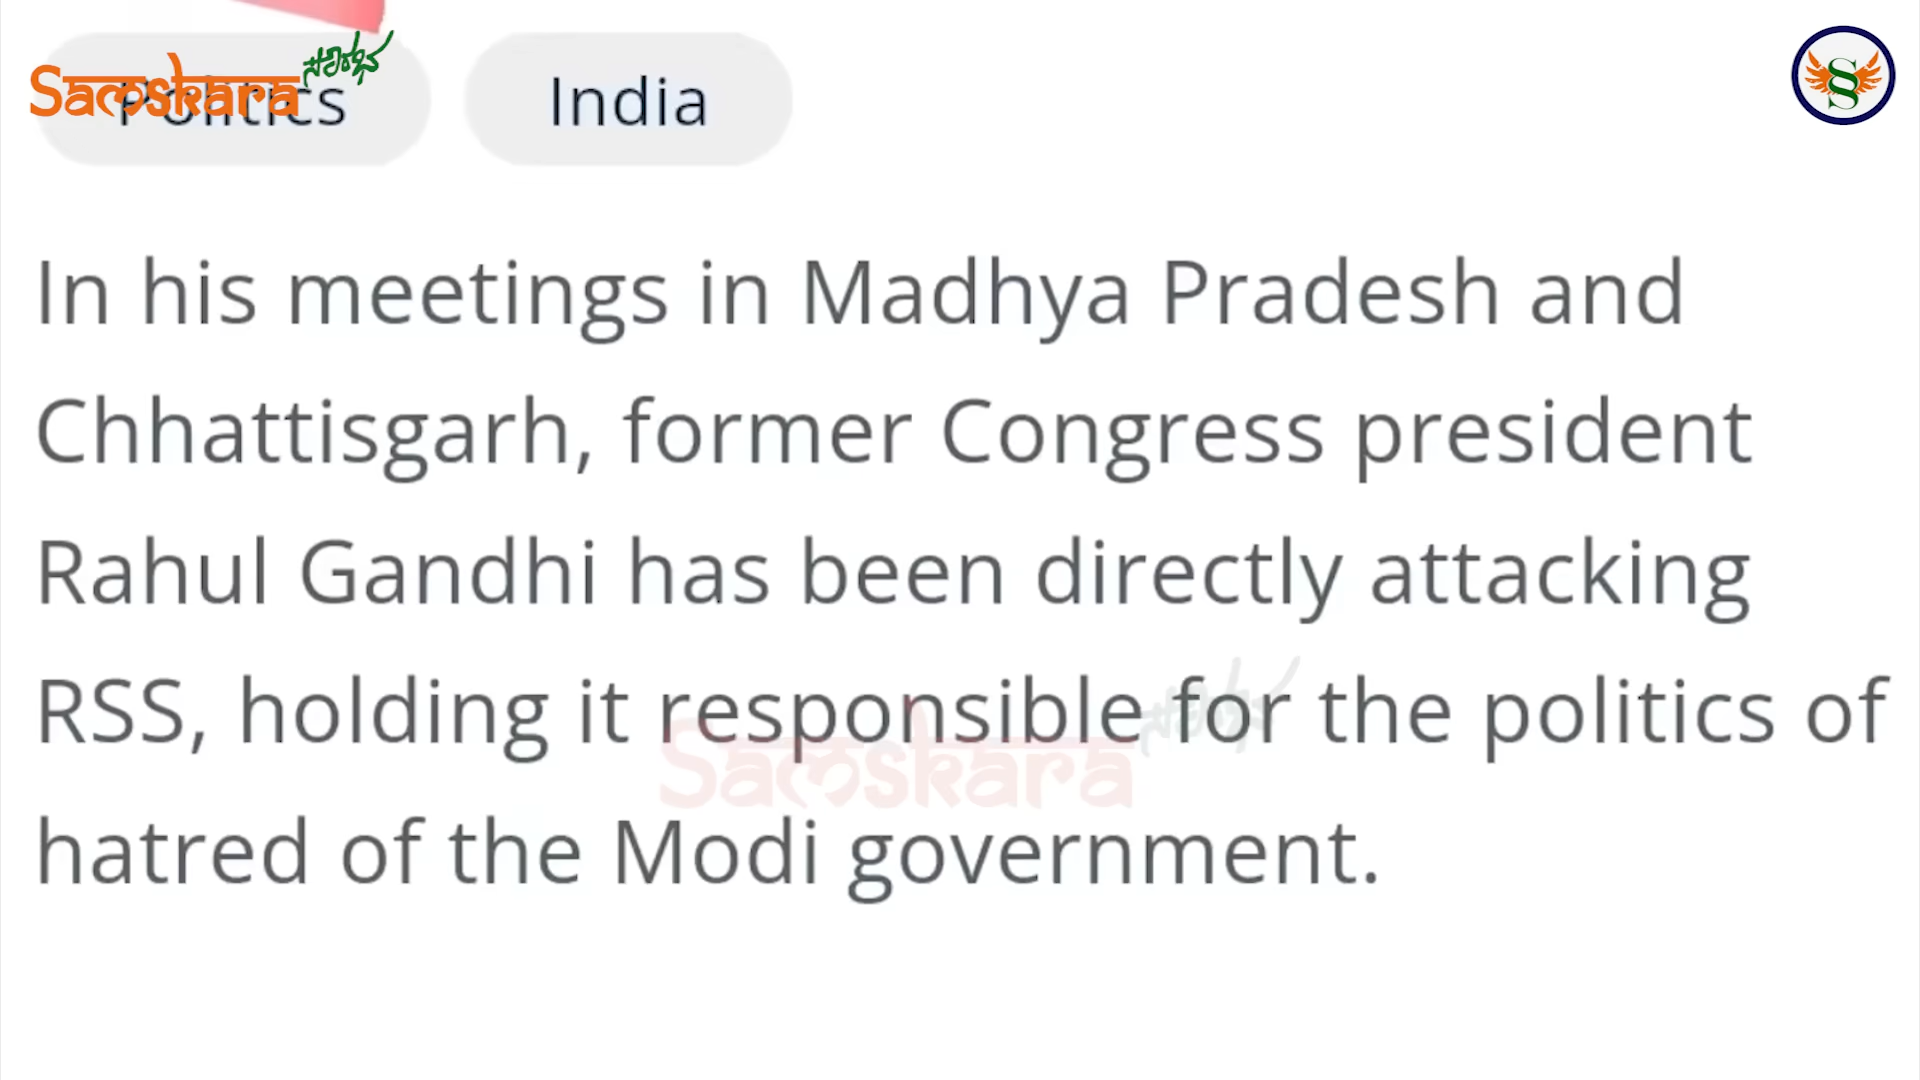 Samskara
Politics
India
In his meetings in Madhya Pradesh and
Chhattisgarh, former Congress president
Rahul Gandhi has been directly attacking
RSS, holding it responsible for the politics of
hatred of the Modi government.
Samskara